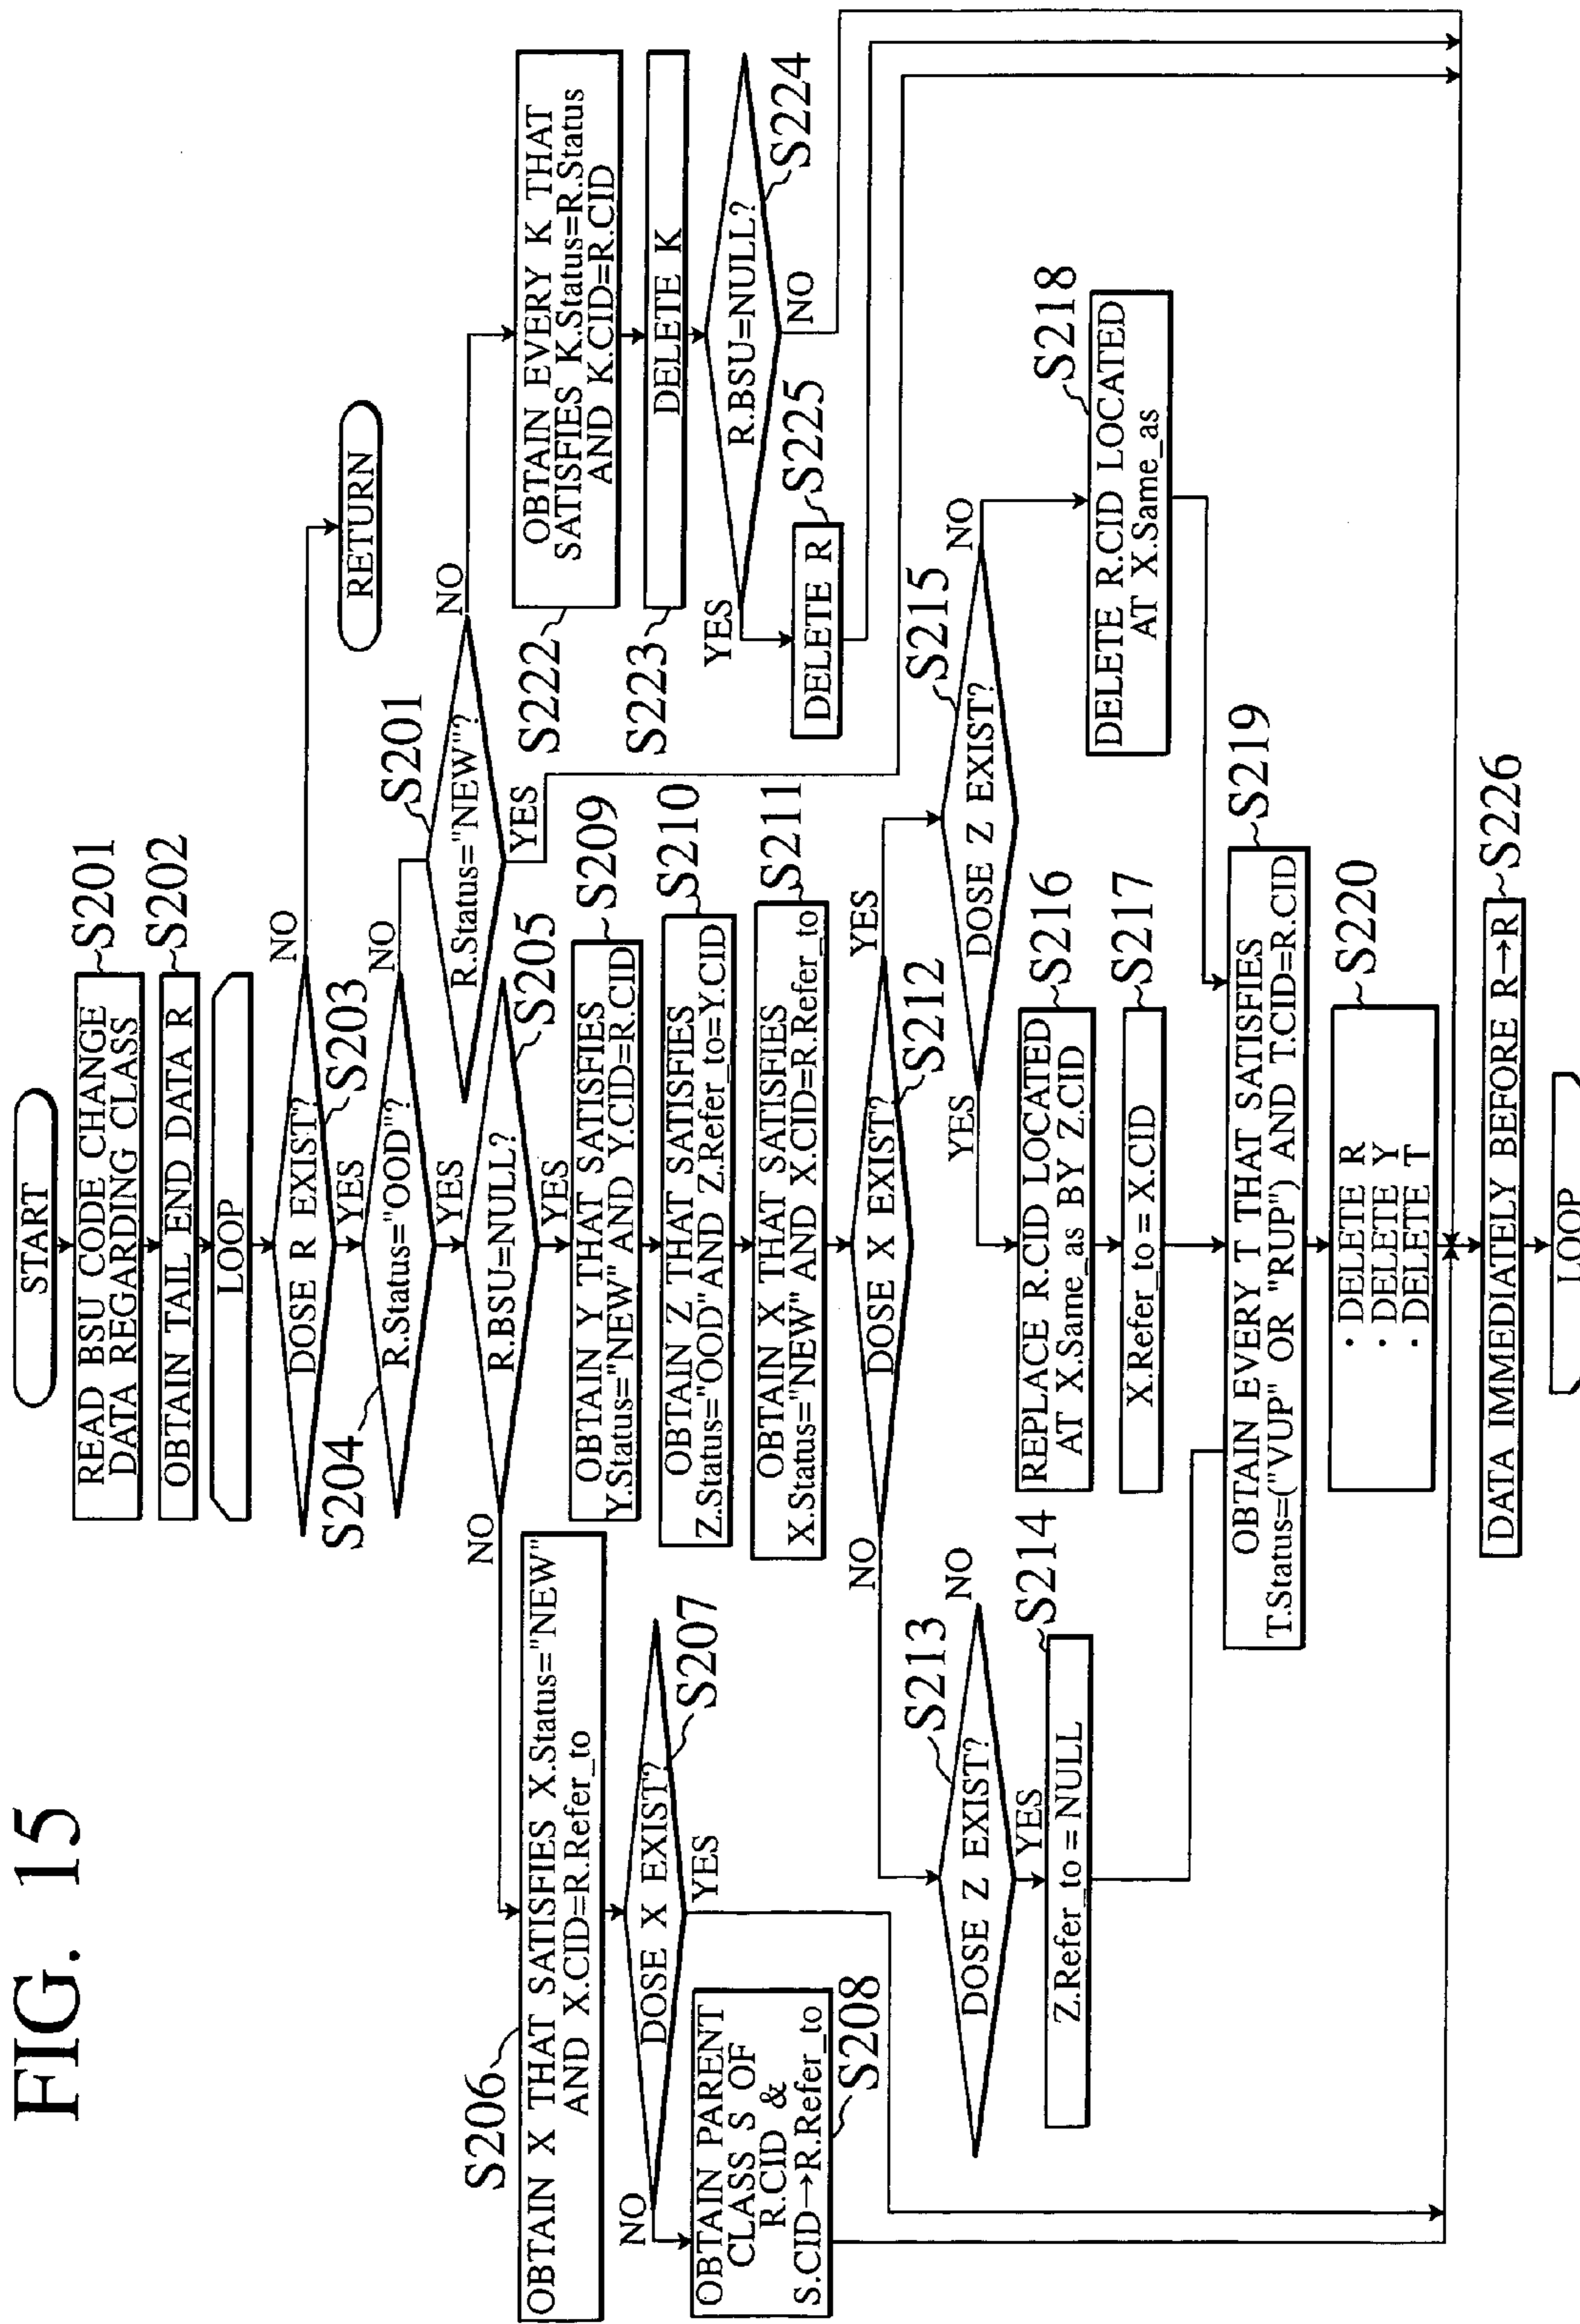 FIG. 15
START
READ BSU CODE CHANGE
DATA REGARDING CLASS
S201
OBTAIN TAIL END DATA R
S202
LOOP
DOSE R EXIST?
S203
NO
YES
RETURN
R.Status="OOD"?
S204
NO
YES
R.Status="NEW"?
S201
NO
YES
R.BSU=NULL?
S205
NO
YES
S206
OBTAIN X THAT SATISFIES X.Status="NEW"
AND X.CID=R.Refer_to
DOSE X EXIST?
S207
NO
YES
OBTAIN PARENT
CLASS S OF
R.CID &
S.CID→R.Refer_to
S208
OBTAIN Y THAT SATISFIES
Y.Status="NEW" AND Y.CID=R.CID
S209
OBTAIN Z THAT SATISFIES
Z.Status="OOD"AND Z.Refer_to=Y.CID
S210
OBTAIN X THAT SATISFIES
X.Status="NEW" AND X.CID=R.Refer_to
S211
DOSE X EXIST?
S212
NO
YES
DOSE Z EXIST?
S213
NO
YES
Z.Refer_to = NULL
S214
DOSE Z EXIST?
S215
YES
NO
REPLACE R.CID LOCATED
AT X.Same_as BY Z.CID
S216
X.Refer_to = X.CID
S217
DELETE R.CID LOCATED
AT X.Same_as
S218
OBTAIN EVERY T THAT SATISFIES
T.Status=("VUP" OR "RUP") AND T.CID=R.CID
S219
· DELETE R
· DELETE Y
· DELETE T
S220
S222
OBTAIN EVERY K THAT
SATISFIES K.Status=R.Status
AND K.CID=R.CID
S223
DELETE K
R.BSU=NULL?
S224
YES
NO
DELETE R
S225
DATA IMMEDIATELY BEFORE R→R
S226
LOOP